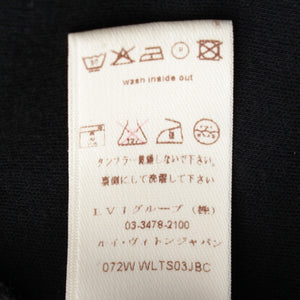 wash inside out
タンブラー乾燥しないで下さい。
裏側にして洗濯して下さい。
LVJグループ (株)
03-3478-2100
ルイ・ヴィトンジャパン
072W WLTS03JBC